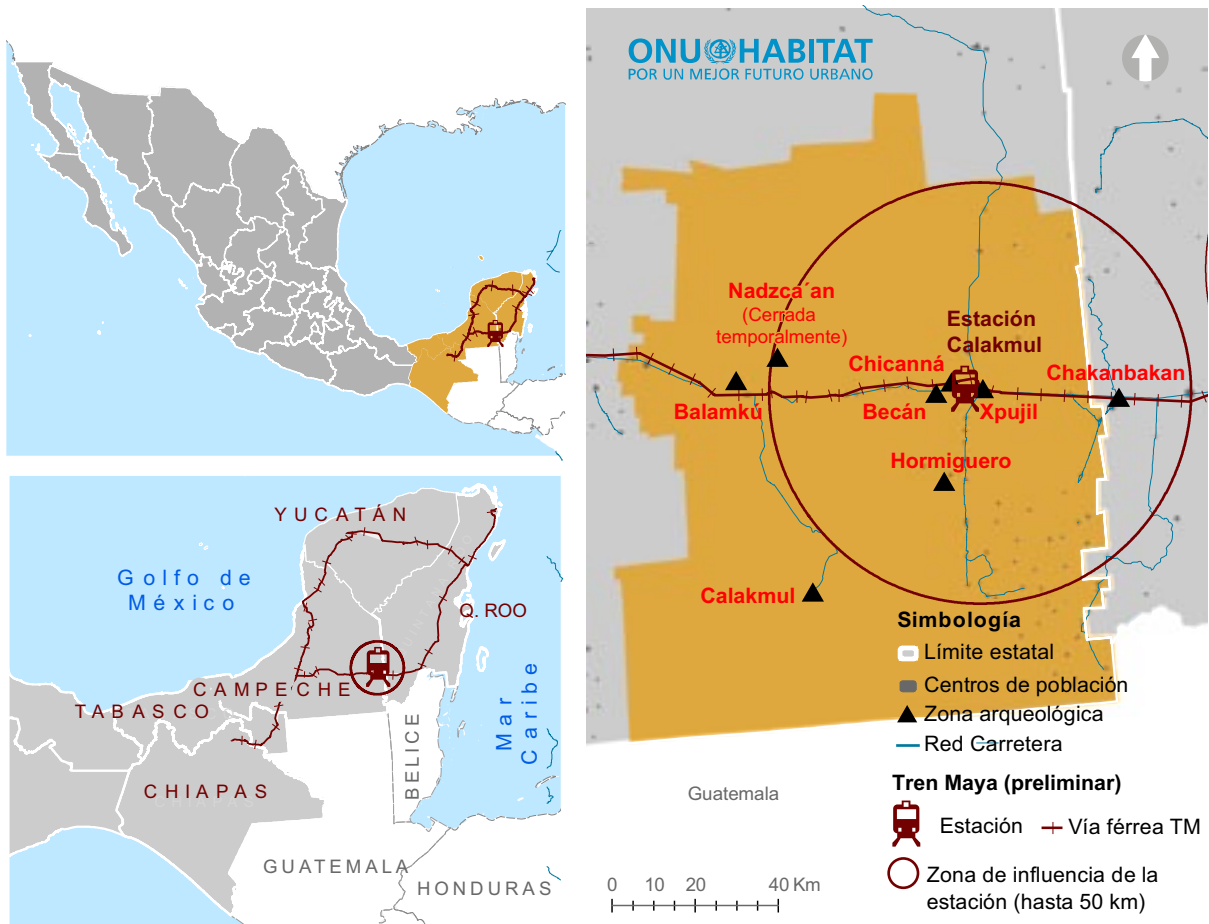 YUCATÁN
Golfo de
México
Q. ROO
CAMPECHE
TABASCO
Mar
Caribe
BELICE
CHIAPAS
GUATEMALA
HONDURAS
ONU HABITAT
POR UN MEJOR FUTURO URBANO
Nadzca´an
(Cerrada
temporalmente)
Estación
Calakmul
Chicanná
Chakanbakan
Balamkú
Becán
Xpujil
Hormiguero
Calakmul
Guatemala
Simbología
Límite estatal
Centros de población
Zona arqueológica
Red Carretera
Tren Maya (preliminar)
Estación
Vía férrea TM
Zona de influencia de la
estación (hasta 50 km)
0 10 20 40 Km